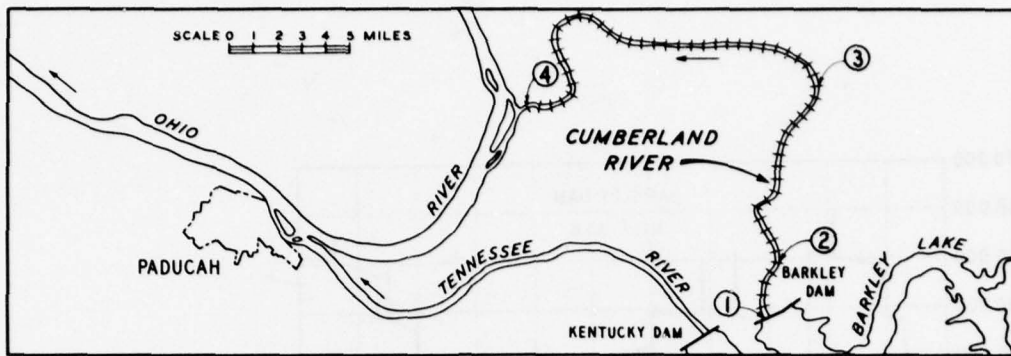 SCALE 0 1 2 3 4 5 MILES
④
③
OHIO
RIVER
CUMBERLAND
RIVER
TENNESSEE
RIVER
PADUCAH
②
BARKLEY
DAM
BARKLEY
LAKE
①
KENTUCKY DAM